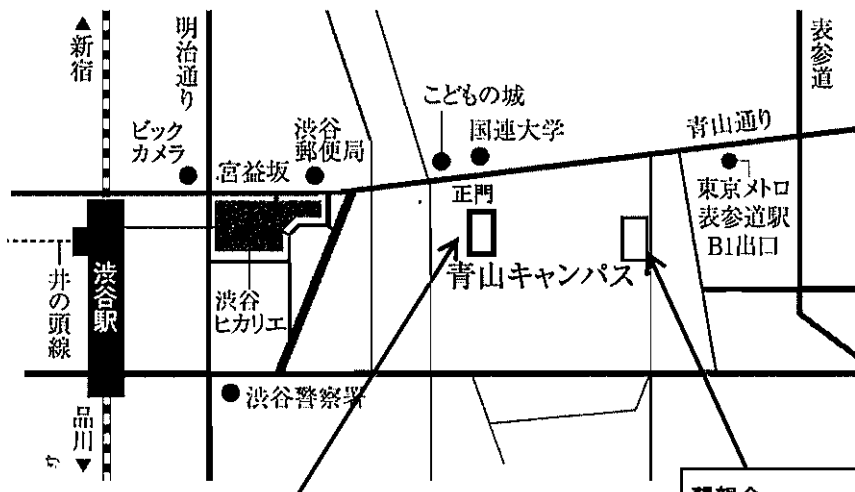 ▲新宿
明治通り
表参道
ビック
カメラ
宮益坂
渋谷
郵便局
こどもの城
国連大学
青山通り
正門
東京メトロ
表参道駅
B1出口
青山キャンパス
渋谷
ヒカリエ
渋谷駅
井の頭線
渋谷警察署
品川▼